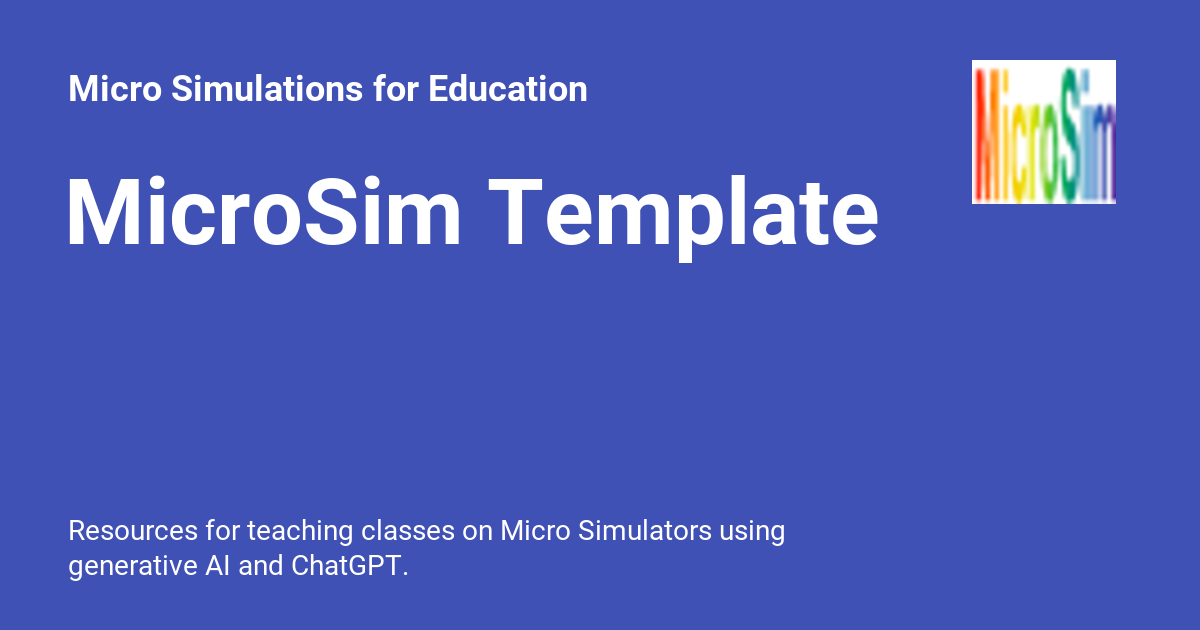 Micro Simulations for Education
MicroSim
MicroSim Template
Resources for teaching classes on Micro Simulators using
generative AI and ChatGPT.